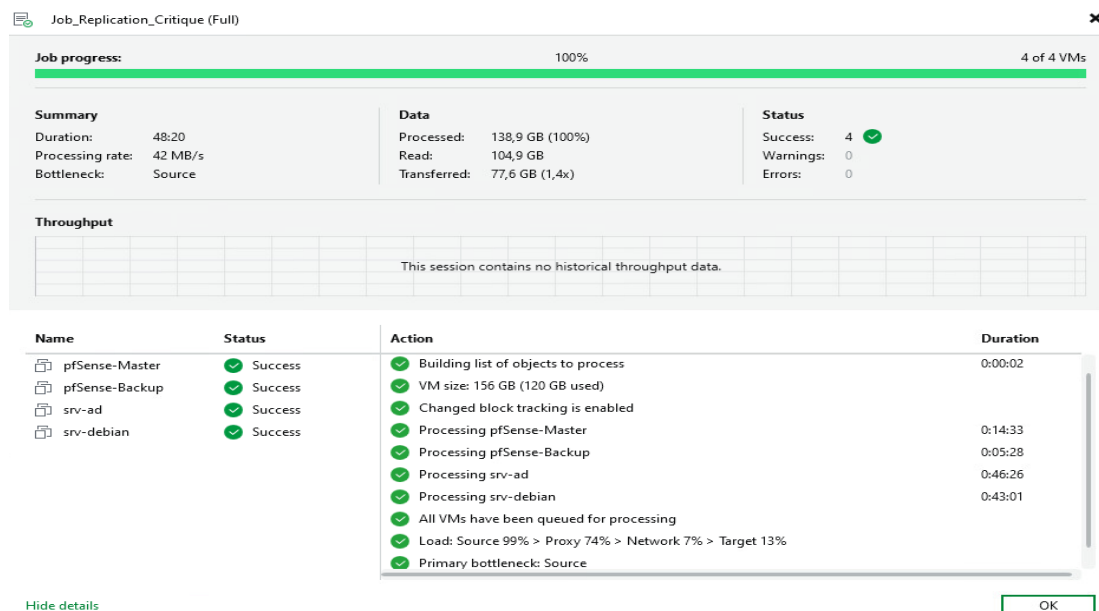 Job_Replication_Critique (Full)
Job progress: 100% 4 of 4 VMs
Summary Data Status
Duration: 48:20 Processed: 138,9 GB (100%) Success: 4
Processing rate: 42 MB/s Read: 104,9 GB Warnings: 0
Bottleneck: Source Transferred: 77,6 GB (1,4x) Errors: 0
Throughput
This session contains no historical throughput data.
Name Status Action Duration
pfSense-Master Success Building list of objects to process 0:00:02
pfSense-Backup Success VM size: 156 GB (120 GB used)
srv-ad Success Changed block tracking is enabled
srv-debian Success Processing pfSense-Master 0:14:33
Processing pfSense-Backup 0:05:28
Processing srv-ad 0:46:26
Processing srv-debian 0:43:01
All VMs have been queued for processing
Load: Source 99% > Proxy 74% > Network 7% > Target 13%
Primary bottleneck: Source
Hide details OK